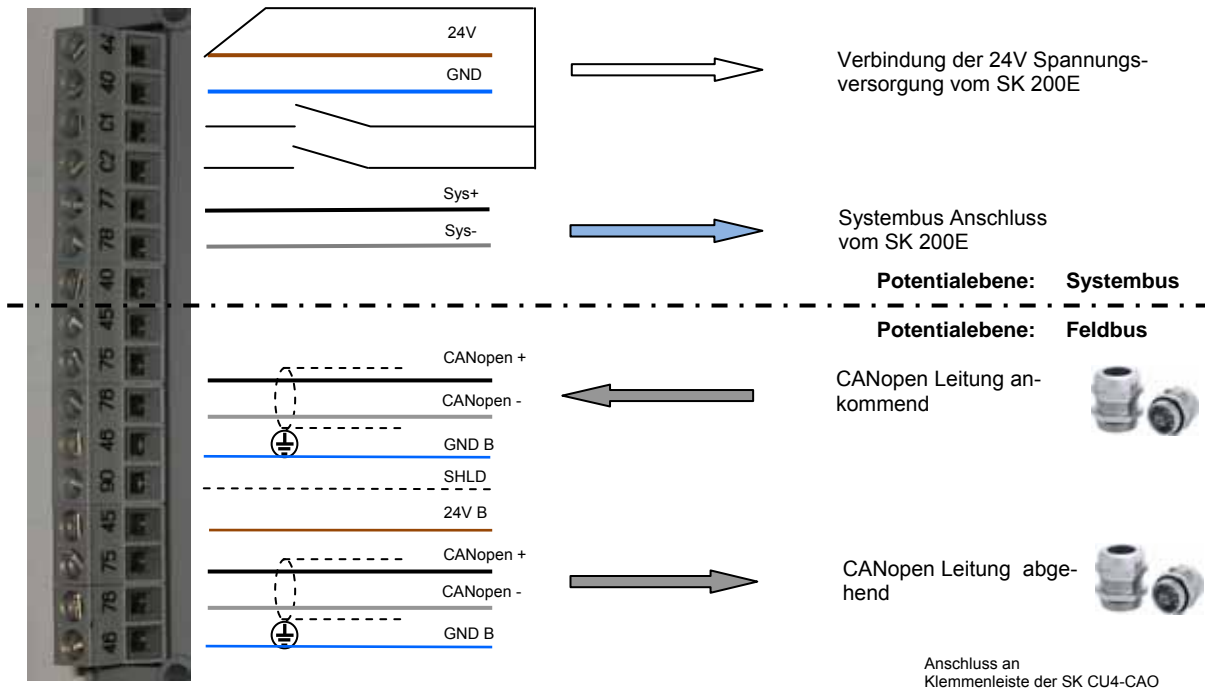 44
40
C1
C2
77
78
40
45
75
76
46
90
45
75
76
46
24V
GND
Sys+
Sys-
Verbindung der 24V Spannungs-
versorgung vom SK 200E
Systembus Anschluss
vom SK 200E
Potentialebene: Systembus
Potentialebene: Feldbus
CANopen +
CANopen -
GND B
SHLD
24V B
CANopen +
CANopen -
GND B
CANopen Leitung an-
kommend
CANopen Leitung abge-
hend
Anschluss an
Klemmenleiste der SK CU4-CAO